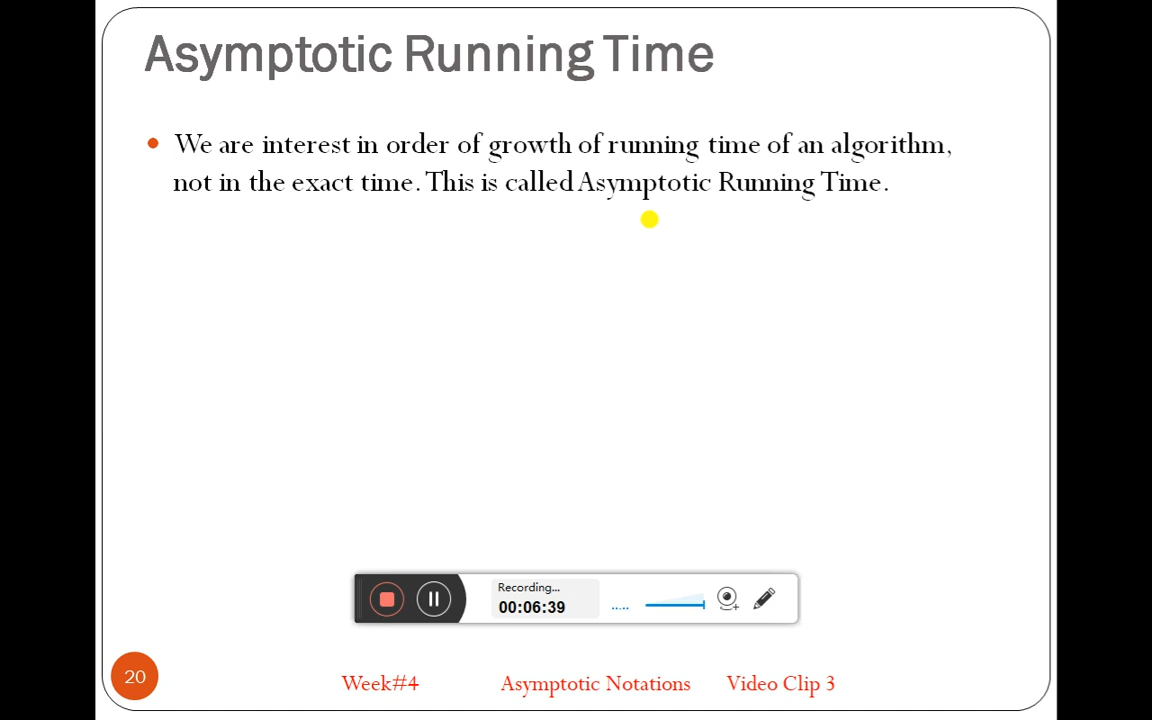 Asymptotic Running Time
We are interest in order of growth of running time of an algorithm,
not in the exact time. This is called Asymptotic Running Time.
Recording...
00:06:39
20
Week#4 Asymptotic Notations Video Clip 3